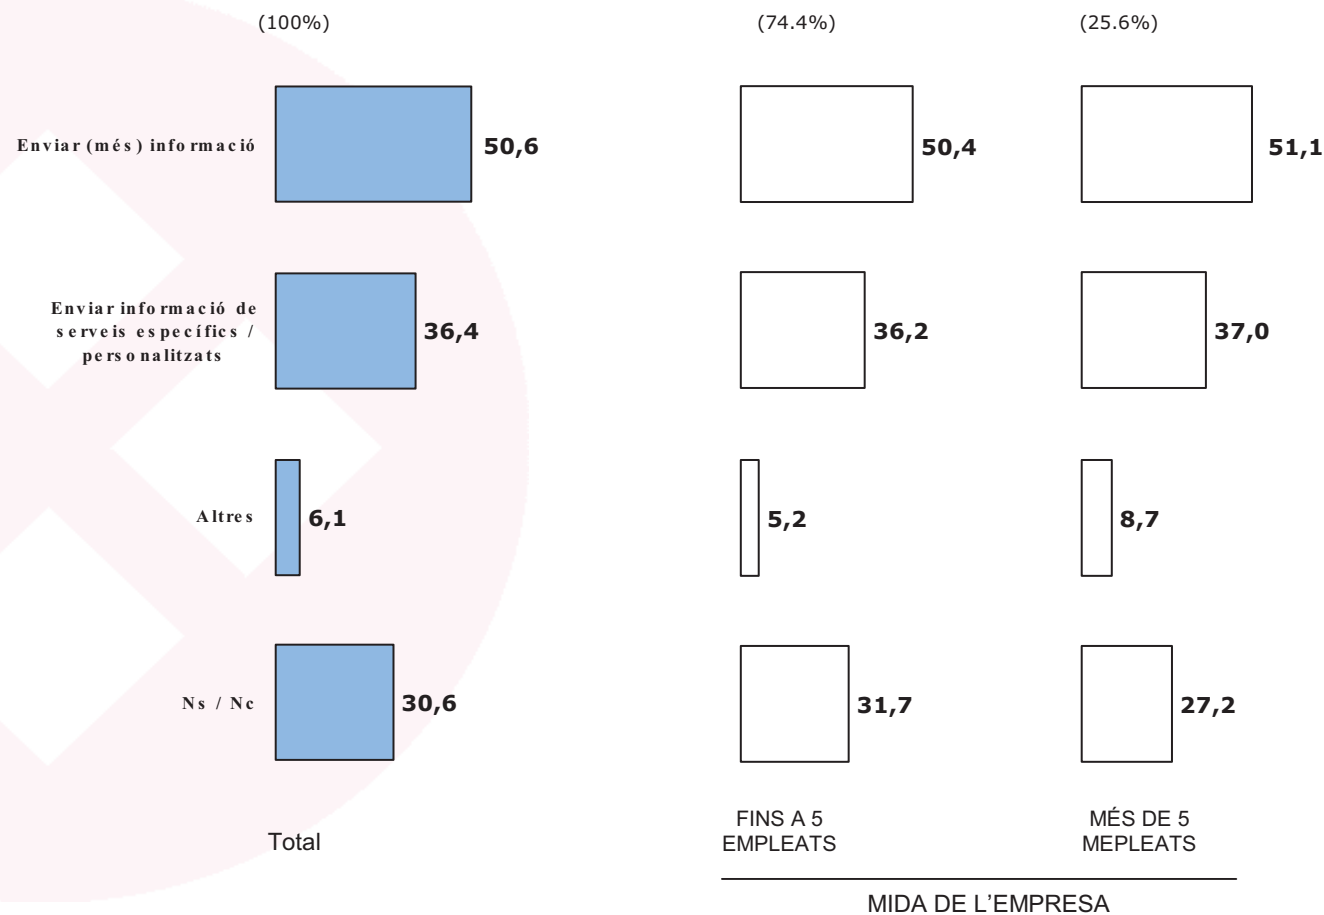 (100%)
(74.4%)
(25.6%)
Enviar (més) informació
50,6
50,4
51,1
Enviar informació de
serveis específics /
personalitzats
36,4
36,2
37,0
Altres
6,1
5,2
8,7
Ns / Nc
30,6
31,7
27,2
Total
FINS A 5
EMPLEATS
MÉS DE 5
MEPLEATS
MIDA DE L’EMPRESA